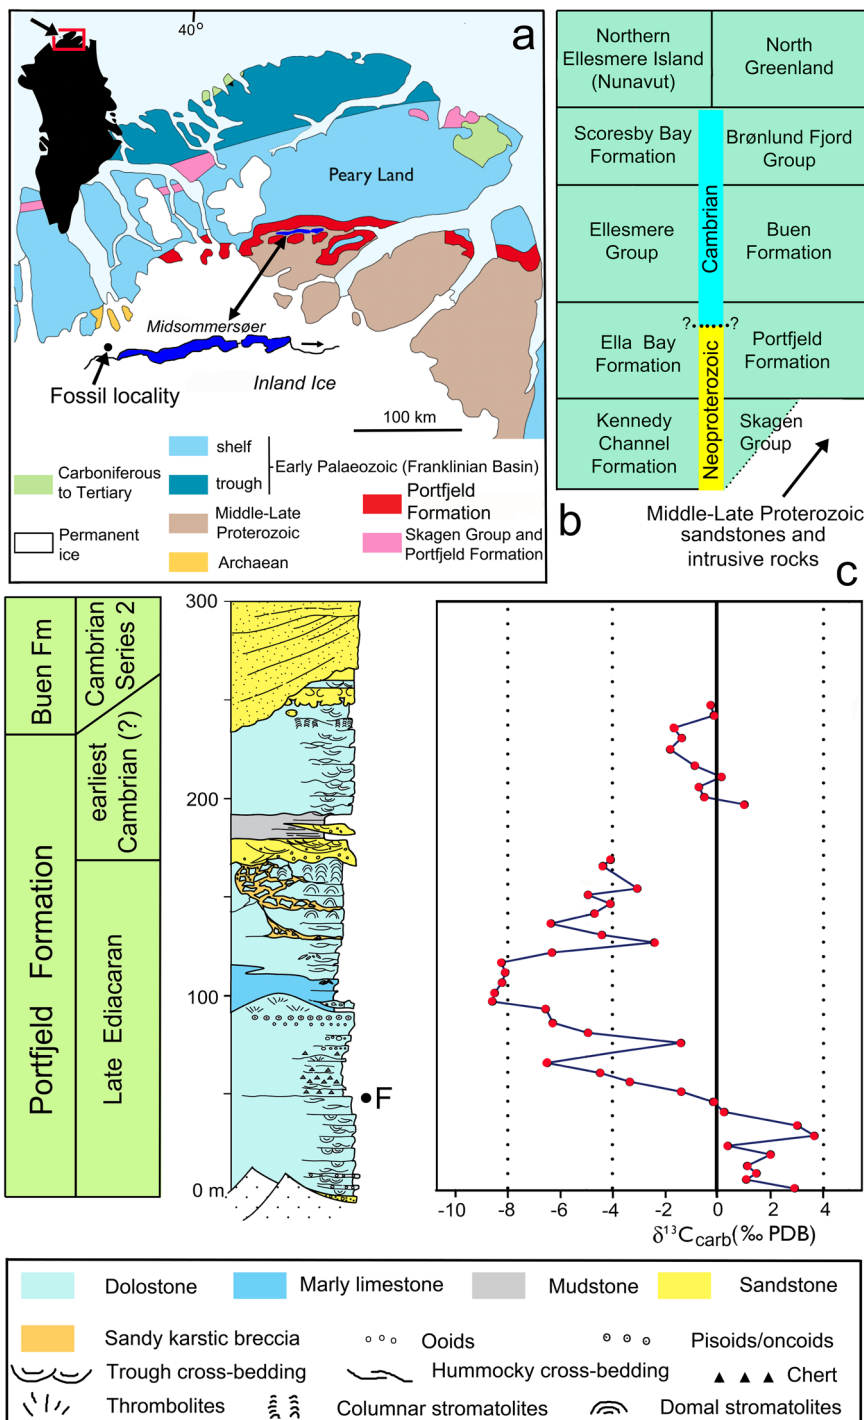 40°
a
Peary Land
Midsommersøer
Fossil locality
Inland Ice
100 km
shelf
trough
Early Palaeozoic (Franklinian Basin)
Carboniferous
to Tertiary
Permanent
ice
Middle-Late
Proterozoic
Archaean
Portfjeld
Formation
Skagen Group and
Portfjeld Formation
Northern
Ellesmere Island
(Nunavut)
North
Greenland
Scoresby Bay
Formation
Brønlund Fjord
Group
Ellesmere
Group
Buen
Formation
Cambrian
? ?
Ella Bay
Formation
Portfjeld
Formation
Neoproterozoic
Kennedy
Channel
Formation
Skagen
Group
b
Middle-Late Proterozoic
sandstones and
intrusive rocks
c
Buen Fm
Cambrian
Series 2
Portfjeld Formation
earliest
Cambrian (?)
Late Ediacaran
300
200
100
0 m
F
-10 -8 -6 -4 -2 0 2 4
δ¹³Ccarb(‰ PDB)
Dolostone
Marly limestone
Mudstone
Sandstone
Sandy karstic breccia
Ooids
Pisoids/oncoids
Trough cross-bedding
Hummocky cross-bedding
Chert
Thrombolites
Columnar stromatolites
Domal stromatolites